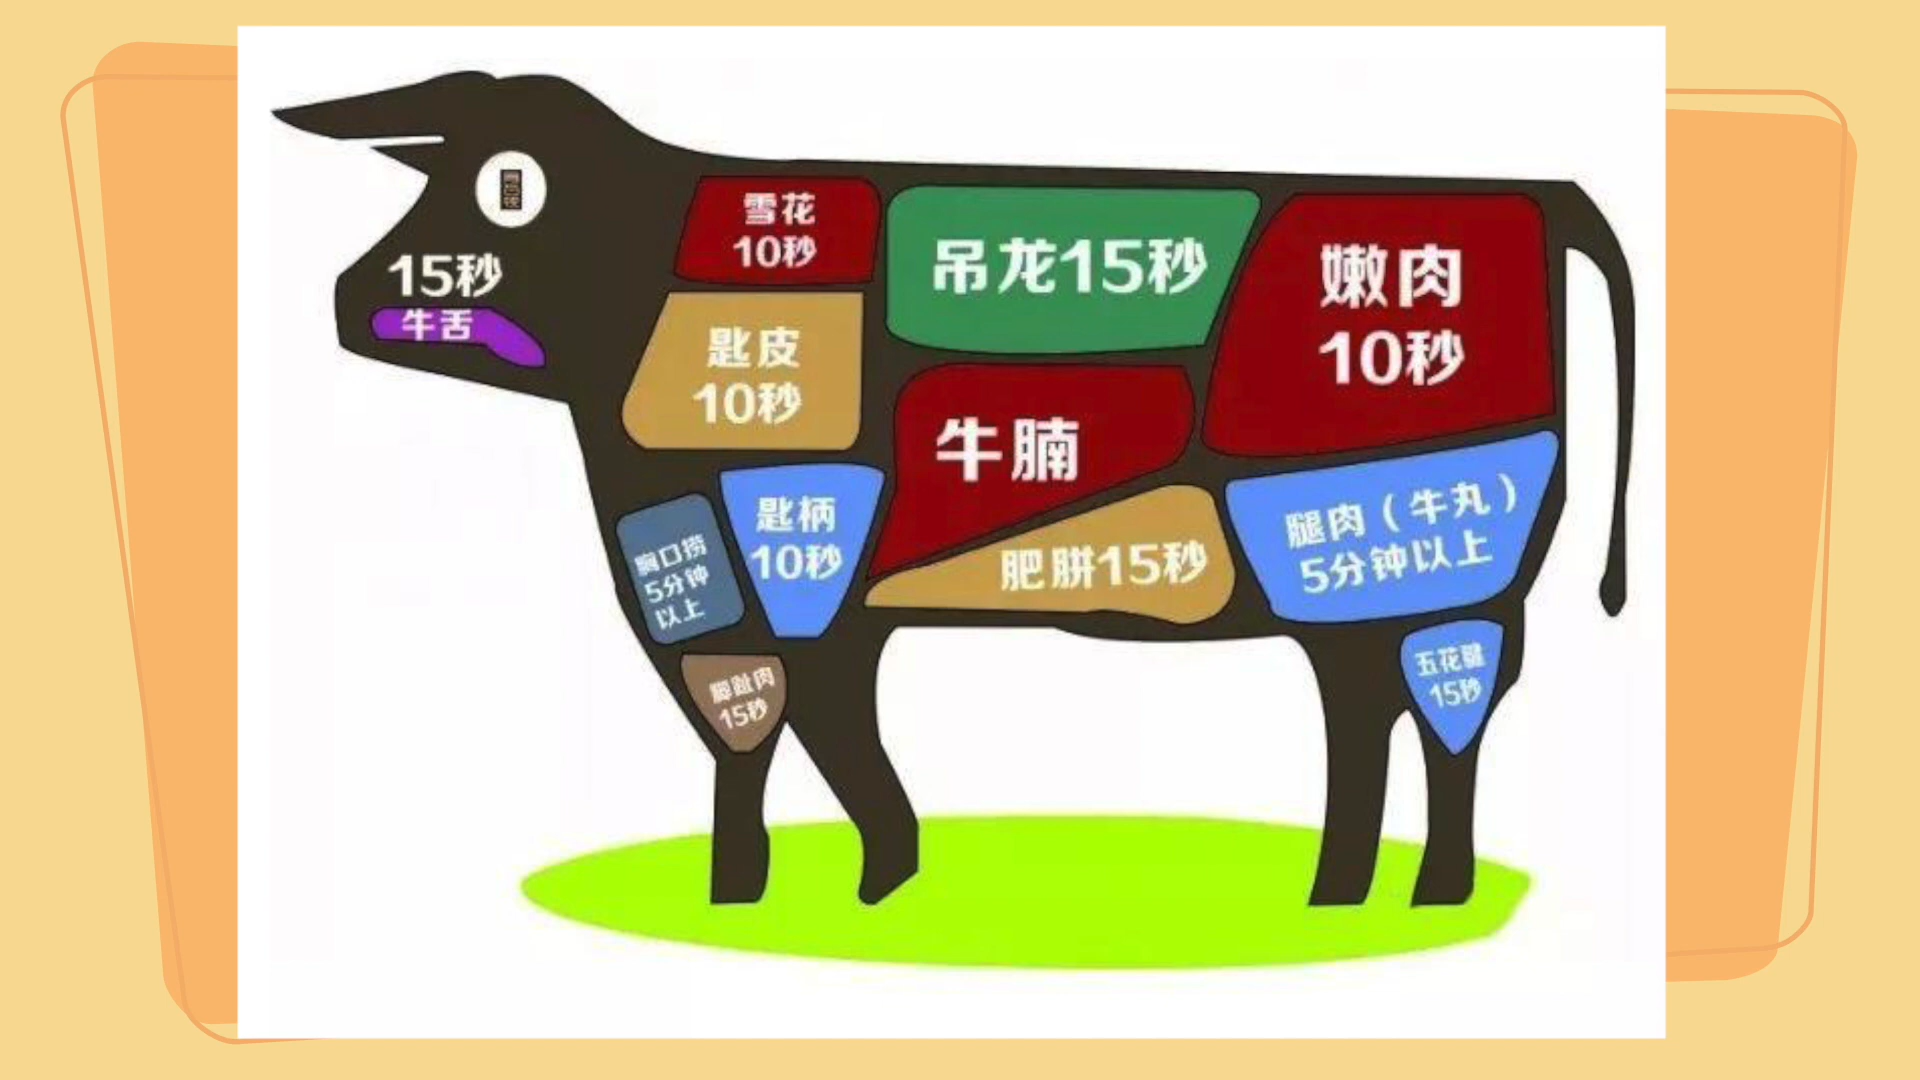 15秒
牛舌
雪花
10秒
吊龙15秒
嫩肉
10秒
匙皮
10秒
牛腩
匙柄
10秒
胸口捞
5分钟
以上
肥胼15秒
腿肉（牛丸）
5分钟以上
脚趾肉
15秒
五花腱
15秒